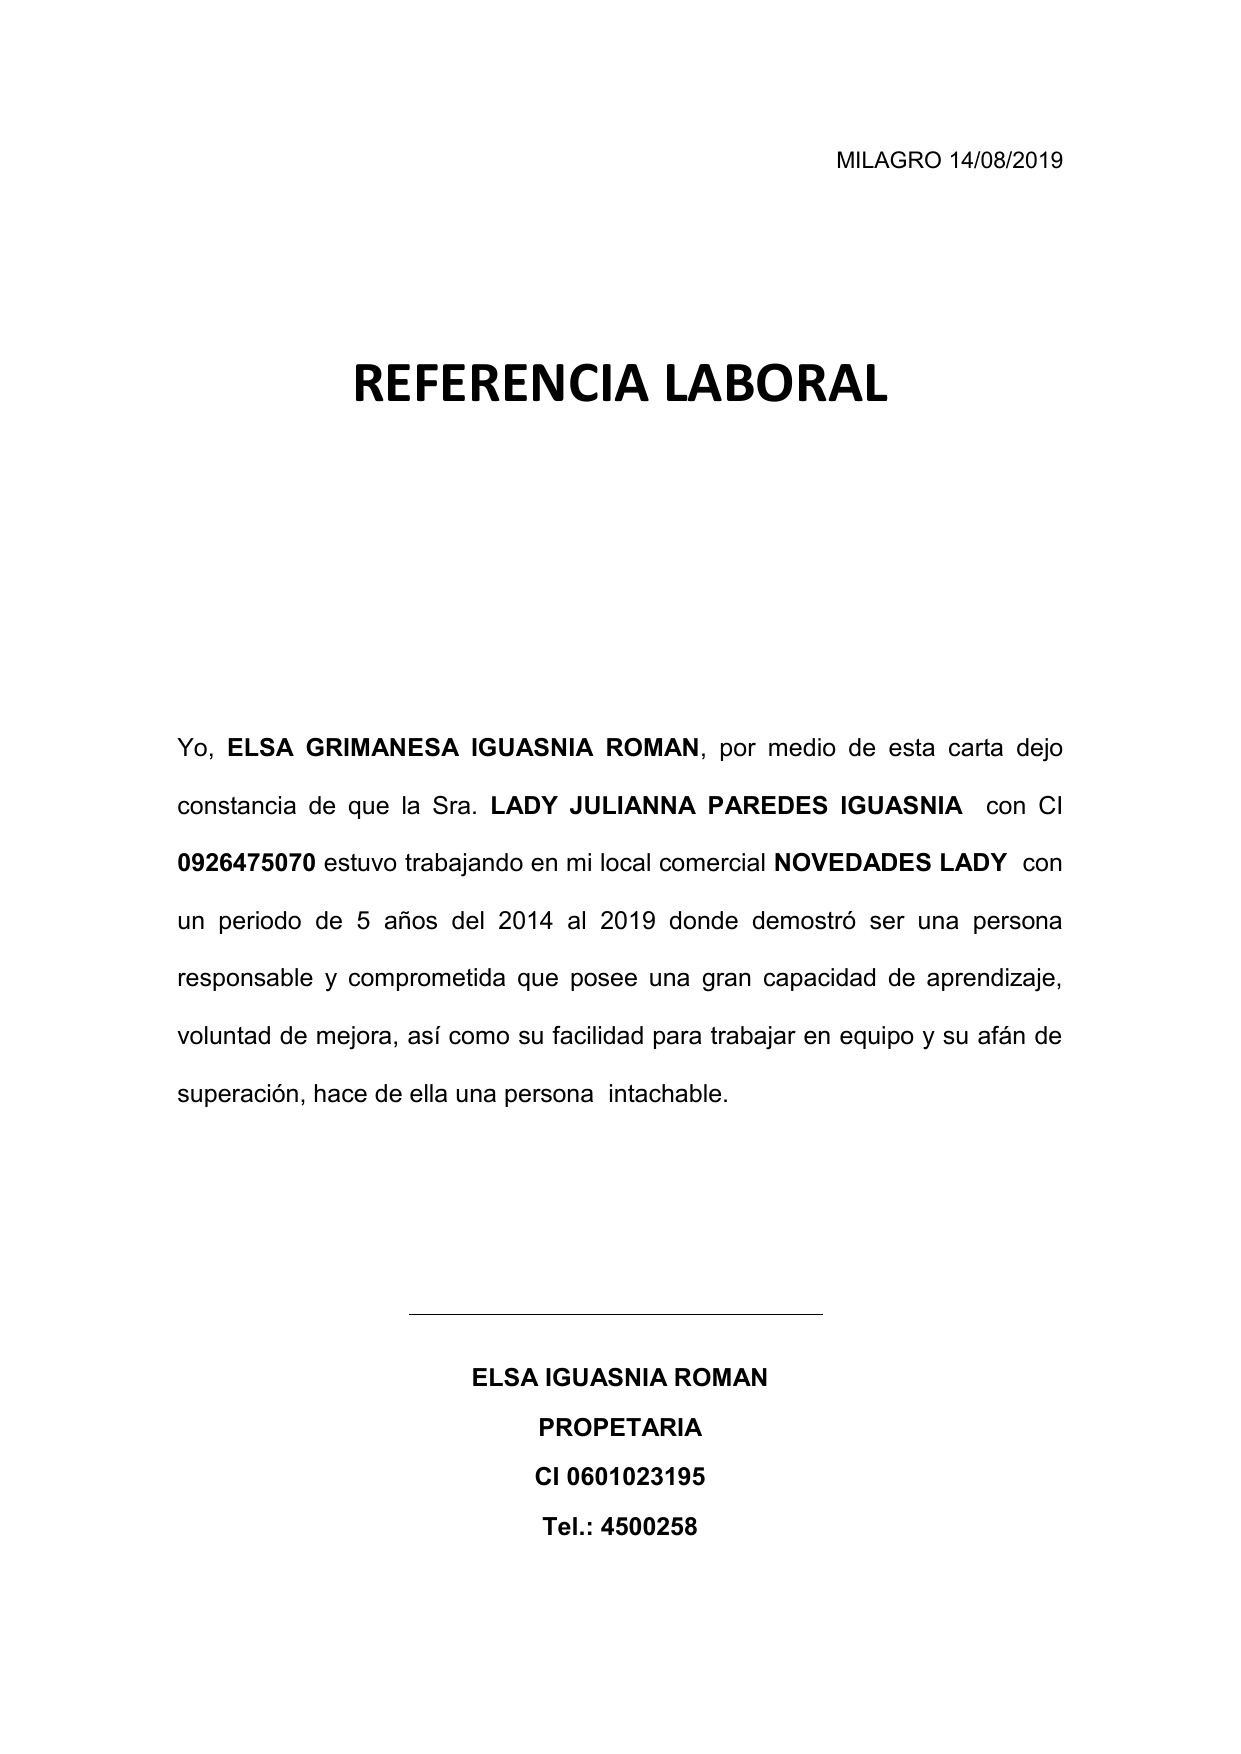 MILAGRO 14/08/2019
REFERENCIA LABORAL
Yo, ELSA GRIMANESA IGUASNIA ROMAN, por medio de esta carta dejo
constancia de que la Sra. LADY JULIANNA PAREDES IGUASNIA con CI
0926475070 estuvo trabajando en mi local comercial NOVEDADES LADY con
un periodo de 5 años del 2014 al 2019 donde demostró ser una persona
responsable y comprometida que posee una gran capacidad de aprendizaje,
voluntad de mejora, así como su facilidad para trabajar en equipo y su afán de
superación, hace de ella una persona intachable.
ELSA IGUASNIA ROMAN
PROPETARIA
CI 0601023195
Tel.: 4500258